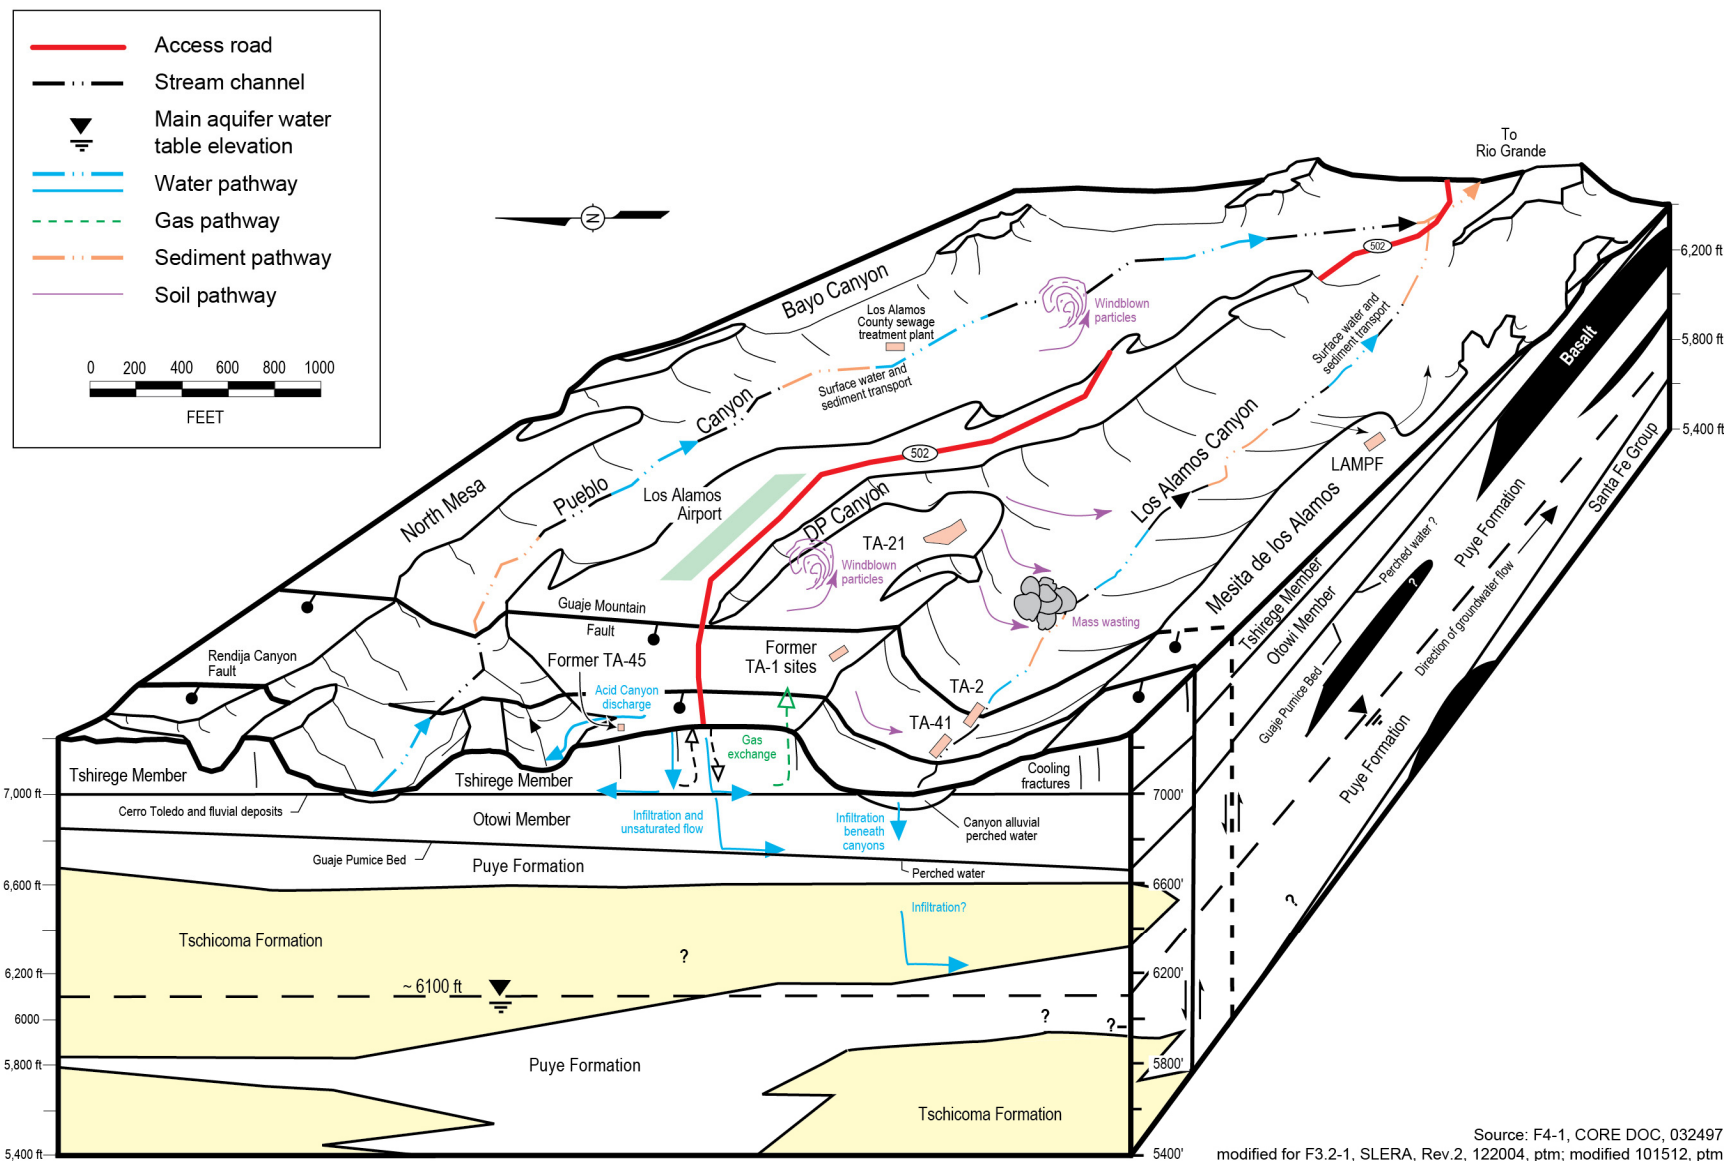 Access road
Stream channel
Main aquifer water
table elevation
Water pathway
Gas pathway
Sediment pathway
Soil pathway
0 200 400 600 800 1000
FEET
N
To
Rio Grande
502
6,200 ft
5,800 ft
5,400 ft
Bayo Canyon
Los Alamos
County sewage
treatment plant
Windblown
particles
Surface water and
sediment transport
Surface water and
sediment transport
Basalt
Canyon
Pueblo
North Mesa
Los Alamos
Airport
502
DP Canyon
TA-21
Windblown
particles
Los Alamos Canyon
LAMPF
Mesita de los Alamos
Mass wasting
Santa Fe Group
Puye Formation
Perched water ?
?
Direction of groundwater flow
Tshirege Member
Otowi Member
Guaje Pumice Bed
Puye Formation
?
Guaje Mountain
Fault
Rendija Canyon
Fault
Former TA-45
Former
TA-1 sites
Acid Canyon
discharge
TA-2
TA-41
Gas
exchange
Tshirege Member
Tshirege Member
Cooling
fractures
7,000 ft
7000'
Cerro Toledo and fluvial deposits
Otowi Member
Infiltration and
unsaturated flow
Infiltration
beneath
canyons
Canyon alluvial
perched water
Guaje Pumice Bed
Puye Formation
Perched water
6,600 ft
6600'
Infiltration?
Tschicoma Formation
?
6,200 ft
6200'
~ 6100 ft
6000
?
?
5,800 ft
5800'
Puye Formation
Tschicoma Formation
5,400 ft
5400'
Source: F4-1, CORE DOC, 032497
modified for F3.2-1, SLERA, Rev.2, 122004, ptm; modified 101512, ptm